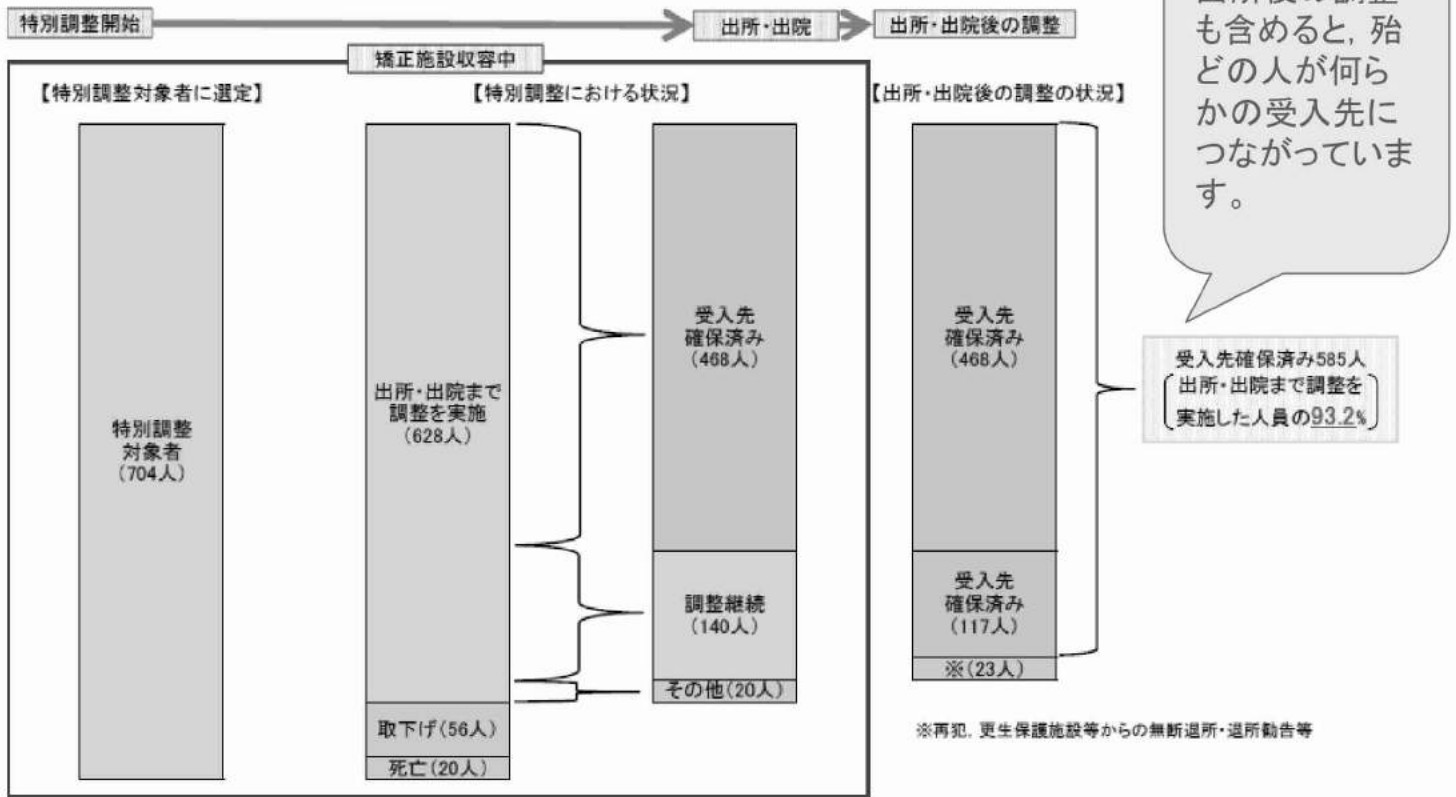 特別調整開始
出所・出院
出所・出院後の調整
矯正施設収容中
【特別調整対象者に選定】
【特別調整における状況】
【出所・出院後の調整の状況】
も含めると, 殆
どの人が何ら
かの受入先に
つながっていま
す。
特別調整
対象者
(704人)
出所・出院まで
調整を実施
(628人)
取下げ(56人)
死亡(20人)
受入先
確保済み
(468人)
調整継続
(140人)
その他(20人)
受入先
確保済み
(468人)
受入先
確保済み
(117人)
※(23人)
受入先確保済み585人
出所・出院まで調整を
実施した人員の93.2%
※再犯, 更生保護施設等からの無断退所・退所勧告等